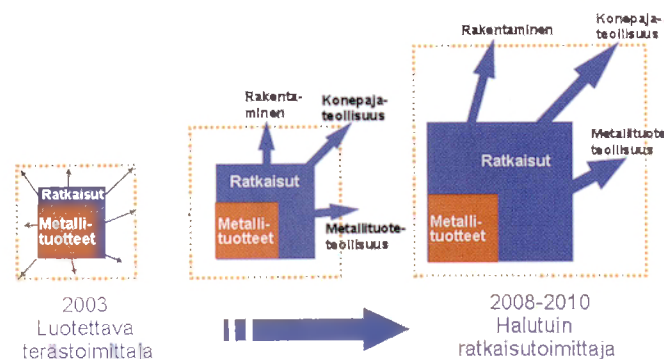 Ratkaisut
Metalli-
tuotteet
2003
Luotettava
terästoimittaja
Rakenta-
minen
Konepaja-
teollisuus
Ratkaisut
Metalli-
tuotteet
Metallituote-
teollisuus
Rakentaminen
Konepaja-
teollisuus
Ratkaisut
Metallituote
teollisuus
Metalli-
tuotteet
2008-2010
Halutuin
ratkaisutoimittaja